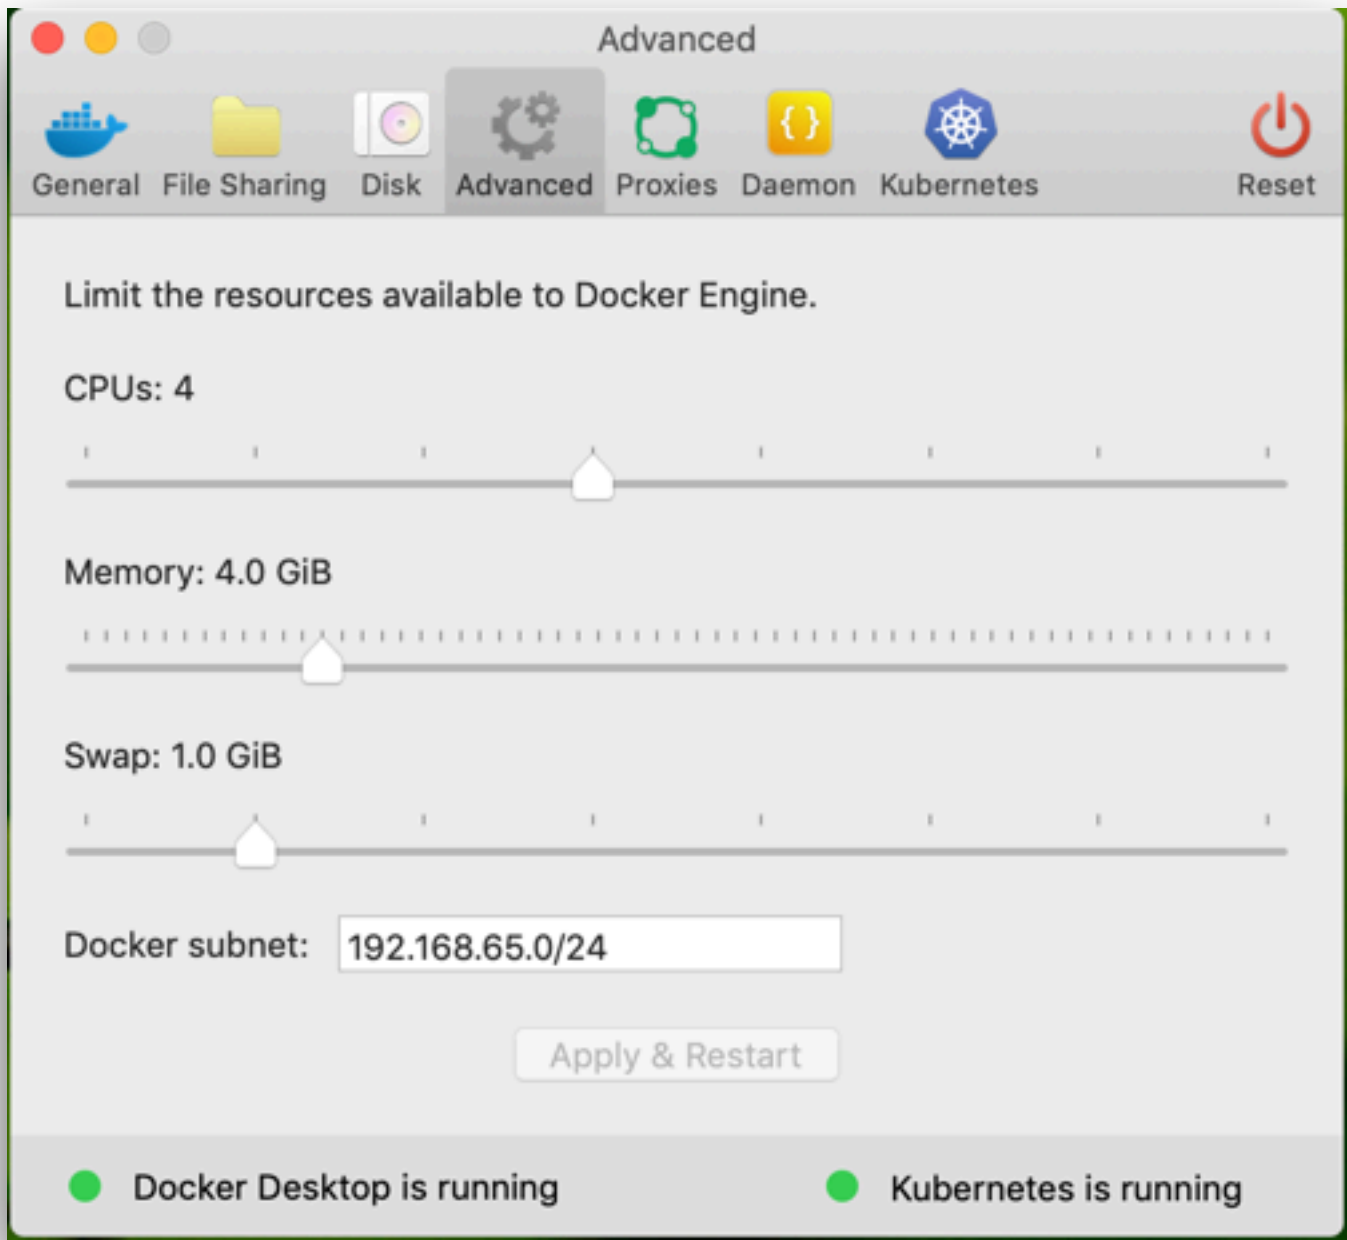 Advanced
General File Sharing Disk Advanced Proxies Daemon Kubernetes Reset
Limit the resources available to Docker Engine.
CPUs: 4
Memory: 4.0 GiB
Swap: 1.0 GiB
Docker subnet: 192.168.65.0/24
Apply & Restart
Docker Desktop is running Kubernetes is running